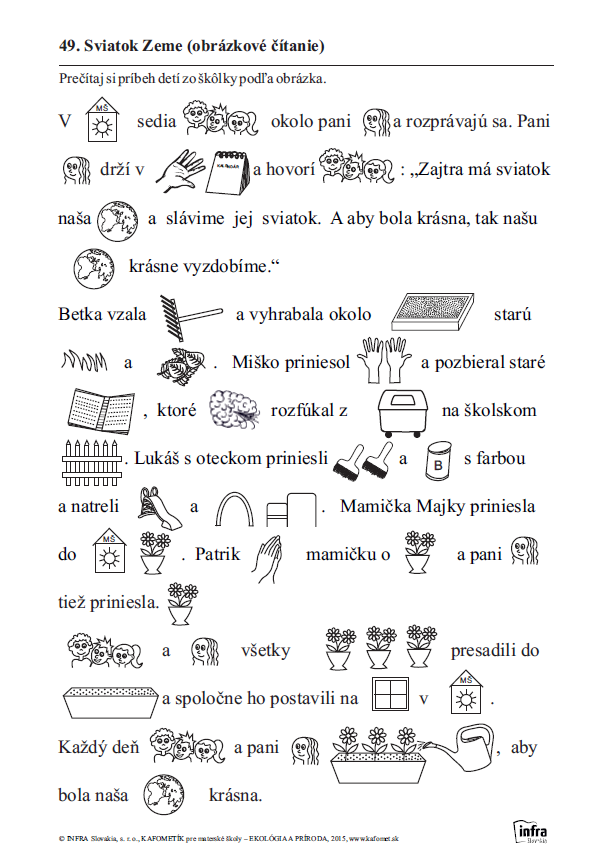 49. Sviatok Zeme (obrázkové čítanie)
Prečítaj si príbeh detí zo škôlky podľa obrázka.
V MŠ sedia okolo pani a rozprávajú sa. Pani
drží v KALENDÁR a hovorí : „Zajtra má sviatok
naša a slávime jej sviatok. A aby bola krásna, tak našu
krásne vyzdobíme.“
Betka vzala a vyhrabala okolo starú
a . Miško priniesol a pozbieral staré
, ktoré rozfúkal z na školskom
. Lukáš s oteckom priniesli a B s farbou
a natreli a . Mamička Majky priniesla
do MŠ . Patrik mamičku o a pani
tiež priniesla.
a všetky presadili do
a spoločne ho postavili na v MŠ .
Každý deň a pani , aby
bola naša krásna.
© INFRA Slovakia, s. r. o., KAFOMETÍK pre materské školy – EKOLÓGIA A PRÍRODA, 2015, www.kafomet.sk
infra
Slovakia